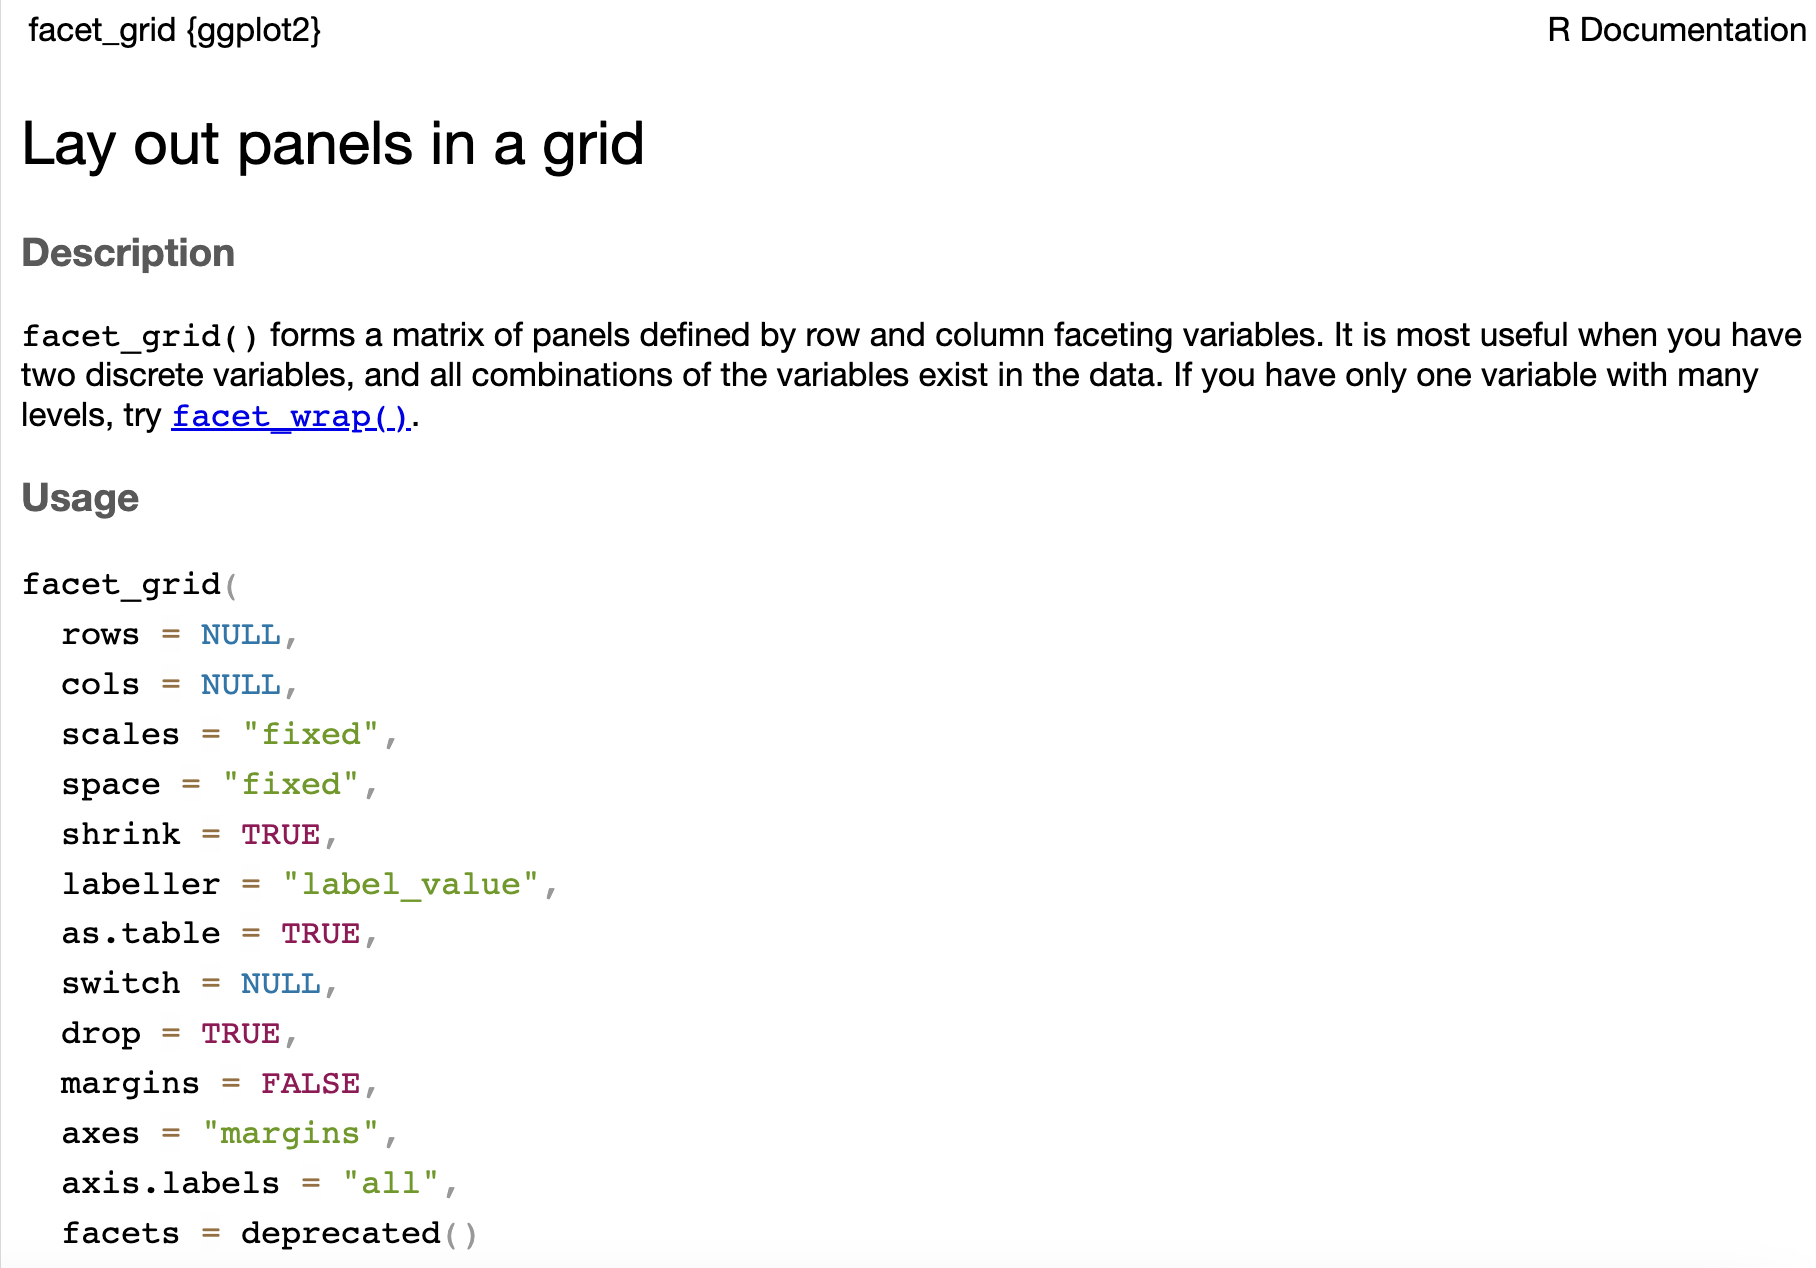 facet_grid {ggplot2} R Documentation
Lay out panels in a grid
Description
facet_grid() forms a matrix of panels defined by row and column faceting variables. It is most useful when you have
two discrete variables, and all combinations of the variables exist in the data. If you have only one variable with many
levels, try facet_wrap().
Usage
facet_grid(
  rows = NULL,
  cols = NULL,
  scales = "fixed",
  space = "fixed",
  shrink = TRUE,
  labeller = "label_value",
  as.table = TRUE,
  switch = NULL,
  drop = TRUE,
  margins = FALSE,
  axes = "margins",
  axis.labels = "all",
  facets = deprecated()